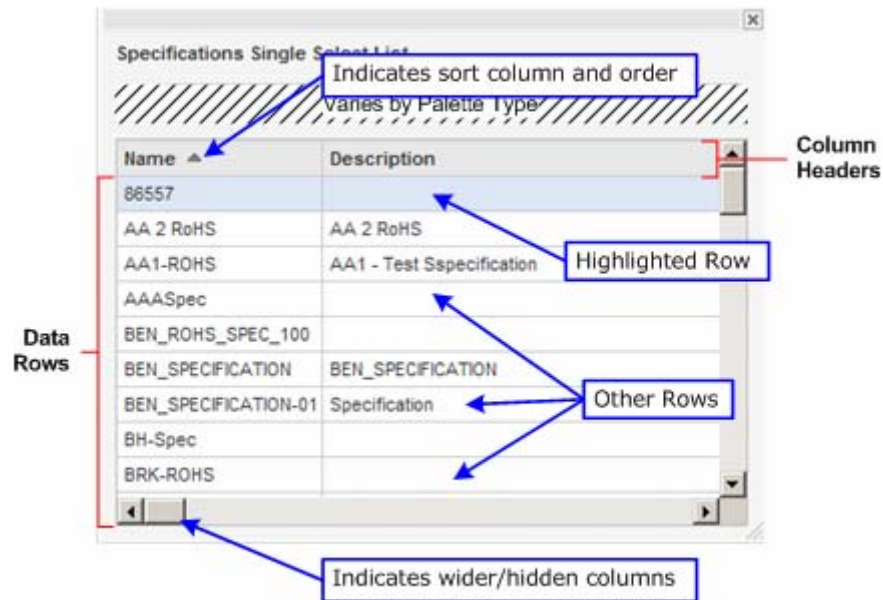 Specifications Single Select List
Indicates sort column and order
Varies by Palette Type
Name Description
Column
Headers
86557
AA 2 RoHS AA 2 RoHS
Highlighted Row
AA1-ROHS AA1 - Test Sspecification
AAASpec
Data
Rows
BEN_ROHS_SPEC_100
BEN_SPECIFICATION BEN_SPECIFICATION
BEN_SPECIFICATION-01 Specification
Other Rows
BH-Spec
BRK-ROHS
Indicates wider/hidden columns